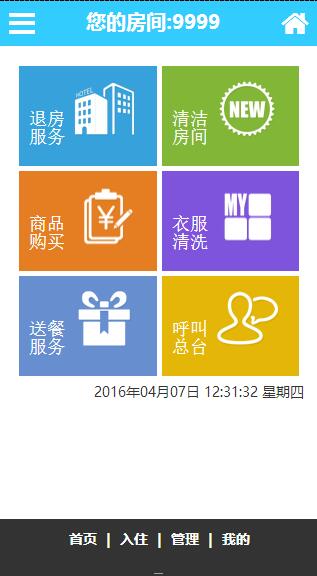 您的房间:9999
HOTEL
退房
服务
NEW
清洁
房间
¥
商品
购买
MY
衣服
清洗
送餐
服务
呼叫
总台
2016年04月07日 12:31:32 星期四
首页 | 入住 | 管理 | 我的